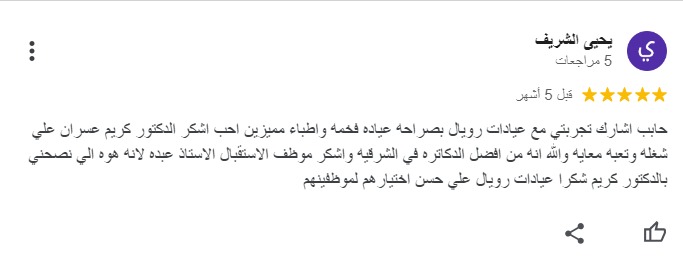 يحيى الشريف
5 مراجعات
قبل 5 أشهر
حابب اشارك تجربتي مع عيادات رويال بصراحه عياده فخمه واطباء مميزين احب اشكر الدكتور كريم عسران علي
شغله وتعبه معايه والله انه من افضل الدكاتره في الشرقيه واشكر موظف الاستقبال الاستاذ عبده لانه هوه الي نصحني
بالدكتور كريم شكرا عيادات رويال علي حسن اختيارهم لموظفينهم